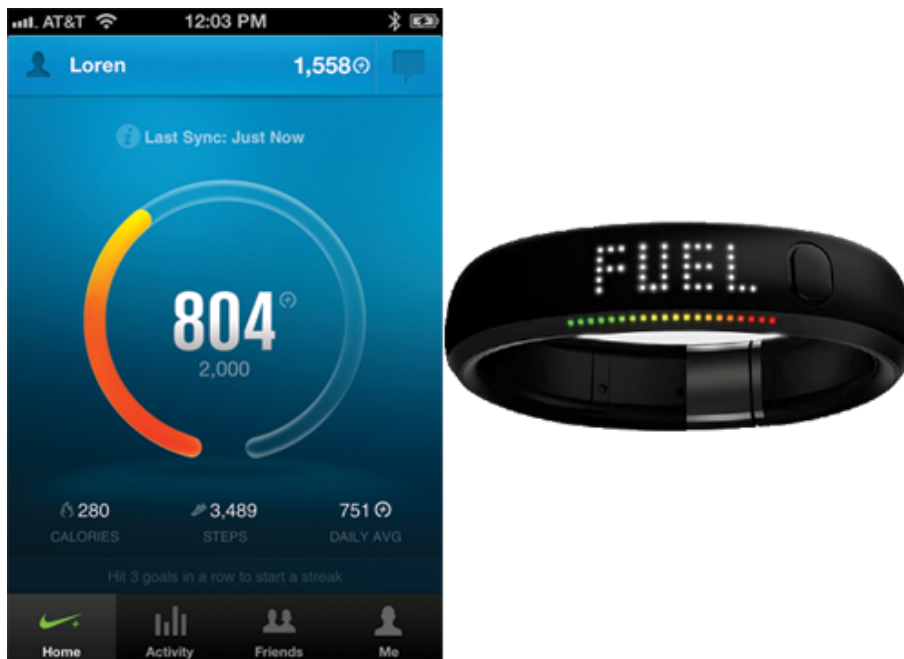 AT&T 12:03 PM
Loren 1,558
Last Sync: Just Now
804
2,000
280 3,489 751
CALORIES STEPS DAILY AVG
Hit 3 goals in a row to start a streak
Home Activity Friends Me
FUEL